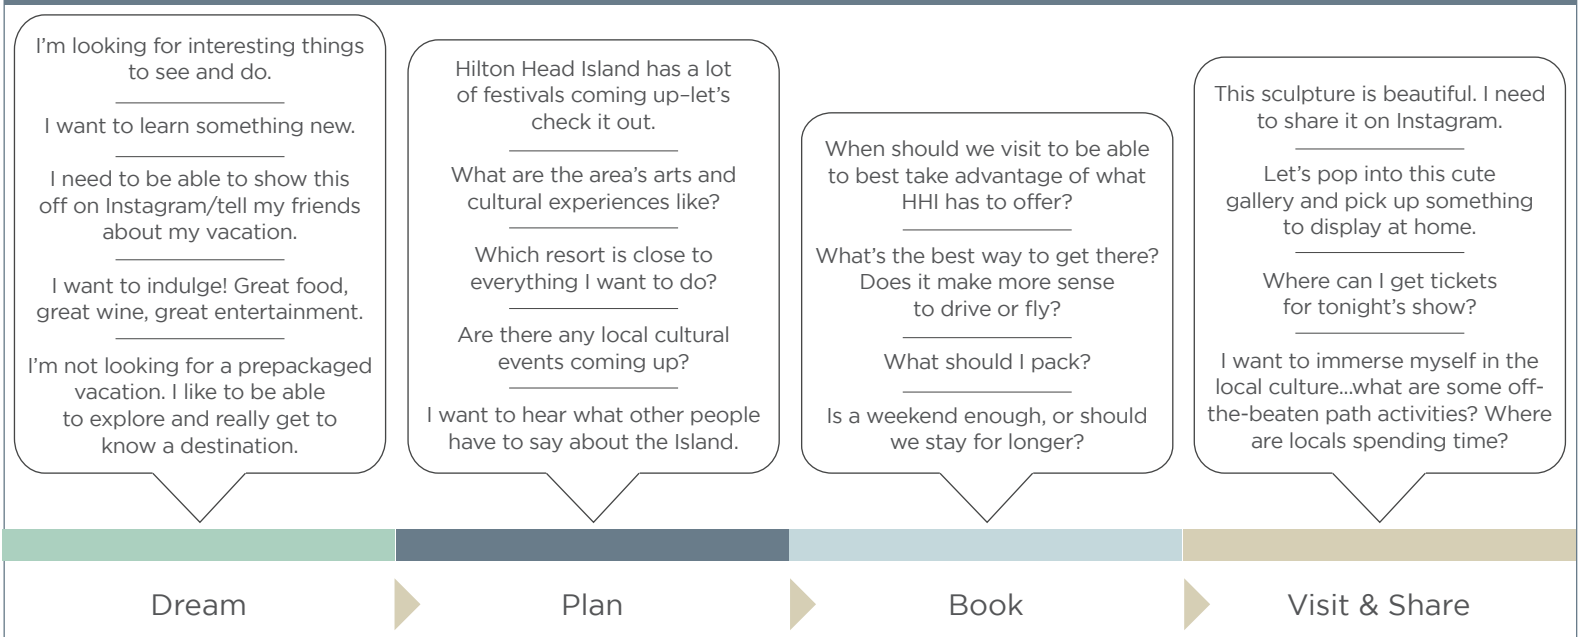 I'm looking for interesting things
to see and do.
I want to learn something new.
I need to be able to show this
off on Instagram/tell my friends
about my vacation.
I want to indulge! Great food,
great wine, great entertainment.
I'm not looking for a prepackaged
vacation. I like to be able
to explore and really get to
know a destination.
Hilton Head Island has a lot
of festivals coming up–let's
check it out.
What are the area's arts and
cultural experiences like?
Which resort is close to
everything I want to do?
Are there any local cultural
events coming up?
I want to hear what other people
have to say about the Island.
When should we visit to be able
to best take advantage of what
HHI has to offer?
What's the best way to get there?
Does it make more sense
to drive or fly?
What should I pack?
Is a weekend enough, or should
we stay for longer?
This sculpture is beautiful. I need
to share it on Instagram.
Let's pop into this cute
gallery and pick up something
to display at home.
Where can I get tickets
for tonight's show?
I want to immerse myself in the
local culture...what are some off-
the-beaten path activities? Where
are locals spending time?
Dream
Plan
Book
Visit & Share